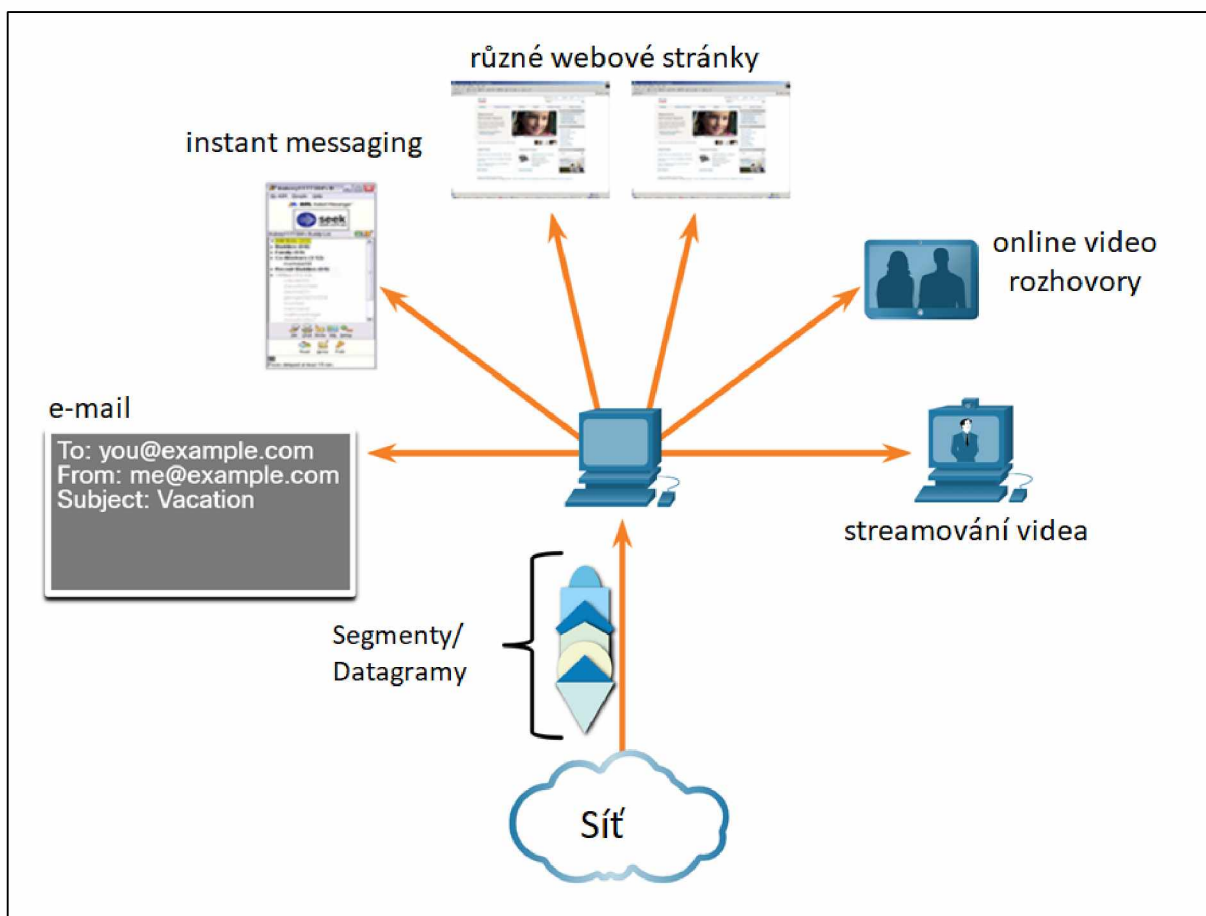 různé webové stránky
instant messaging
seek
online video
rozhovory
e-mail
To: you@example.com
From: me@example.com
Subject: Vacation
streamování videa
Segmenty/
Datagramy
Síť